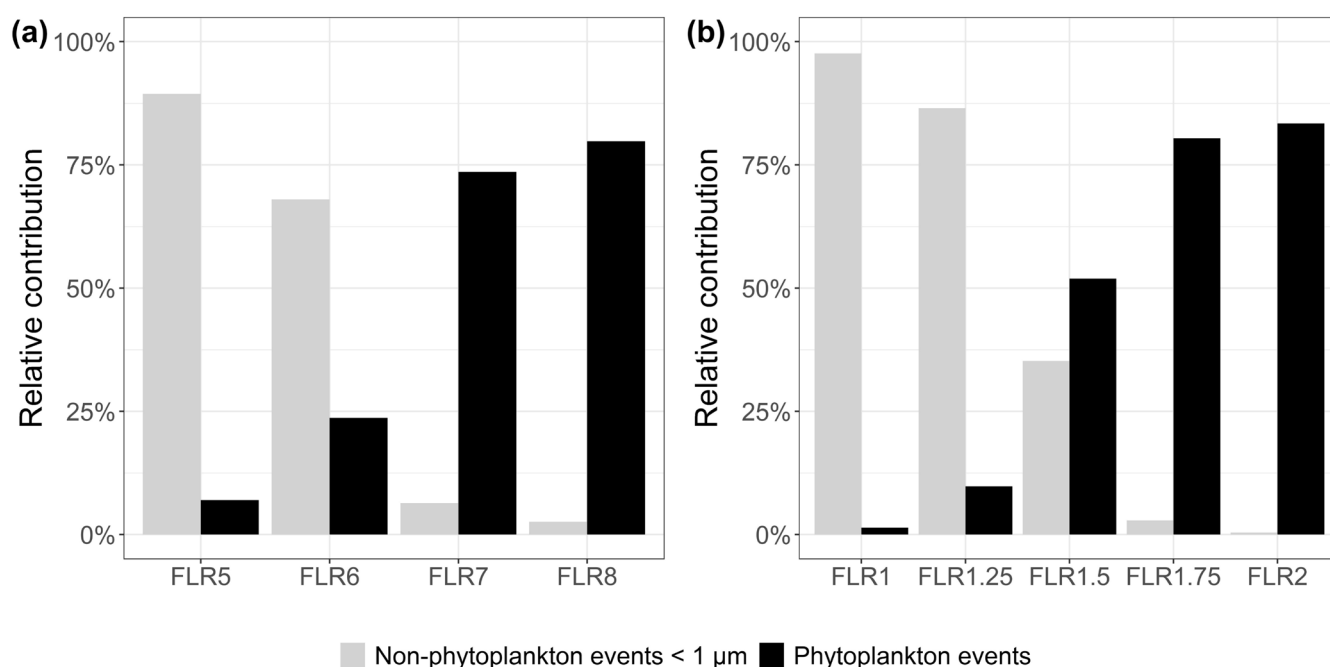 (a)
100%
75%
50%
25%
0%
Relative contribution
FLR5 FLR6 FLR7 FLR8
(b)
100%
75%
50%
25%
0%
Relative contribution
FLR1 FLR1.25 FLR1.5 FLR1.75 FLR2
Non-phytoplankton events < 1 µm Phytoplankton events